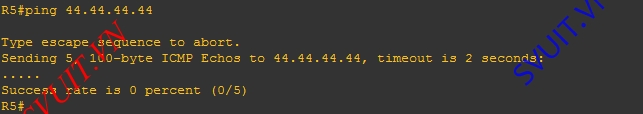 R5#ping 44.44.44.44
Type escape sequence to abort.
Sending 5, 100-byte ICMP Echos to 44.44.44.44, timeout is 2 seconds:
.....
Success rate is 0 percent (0/5)
R5#
SVUIT.VN
SVUIT.VN